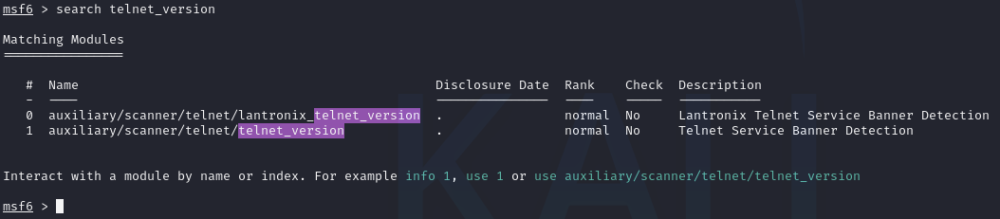 msf6 > search telnet_version
Matching Modules
================
# Name Disclosure Date Rank Check Description
- ---- --------------- ---- ----- -----------
0 auxiliary/scanner/telnet/lantronix_telnet_version . normal No Lantronix Telnet Service Banner Detection
1 auxiliary/scanner/telnet/telnet_version . normal No Telnet Service Banner Detection
Interact with a module by name or index. For example info 1, use 1 or use auxiliary/scanner/telnet/telnet_version
msf6 >
KALI